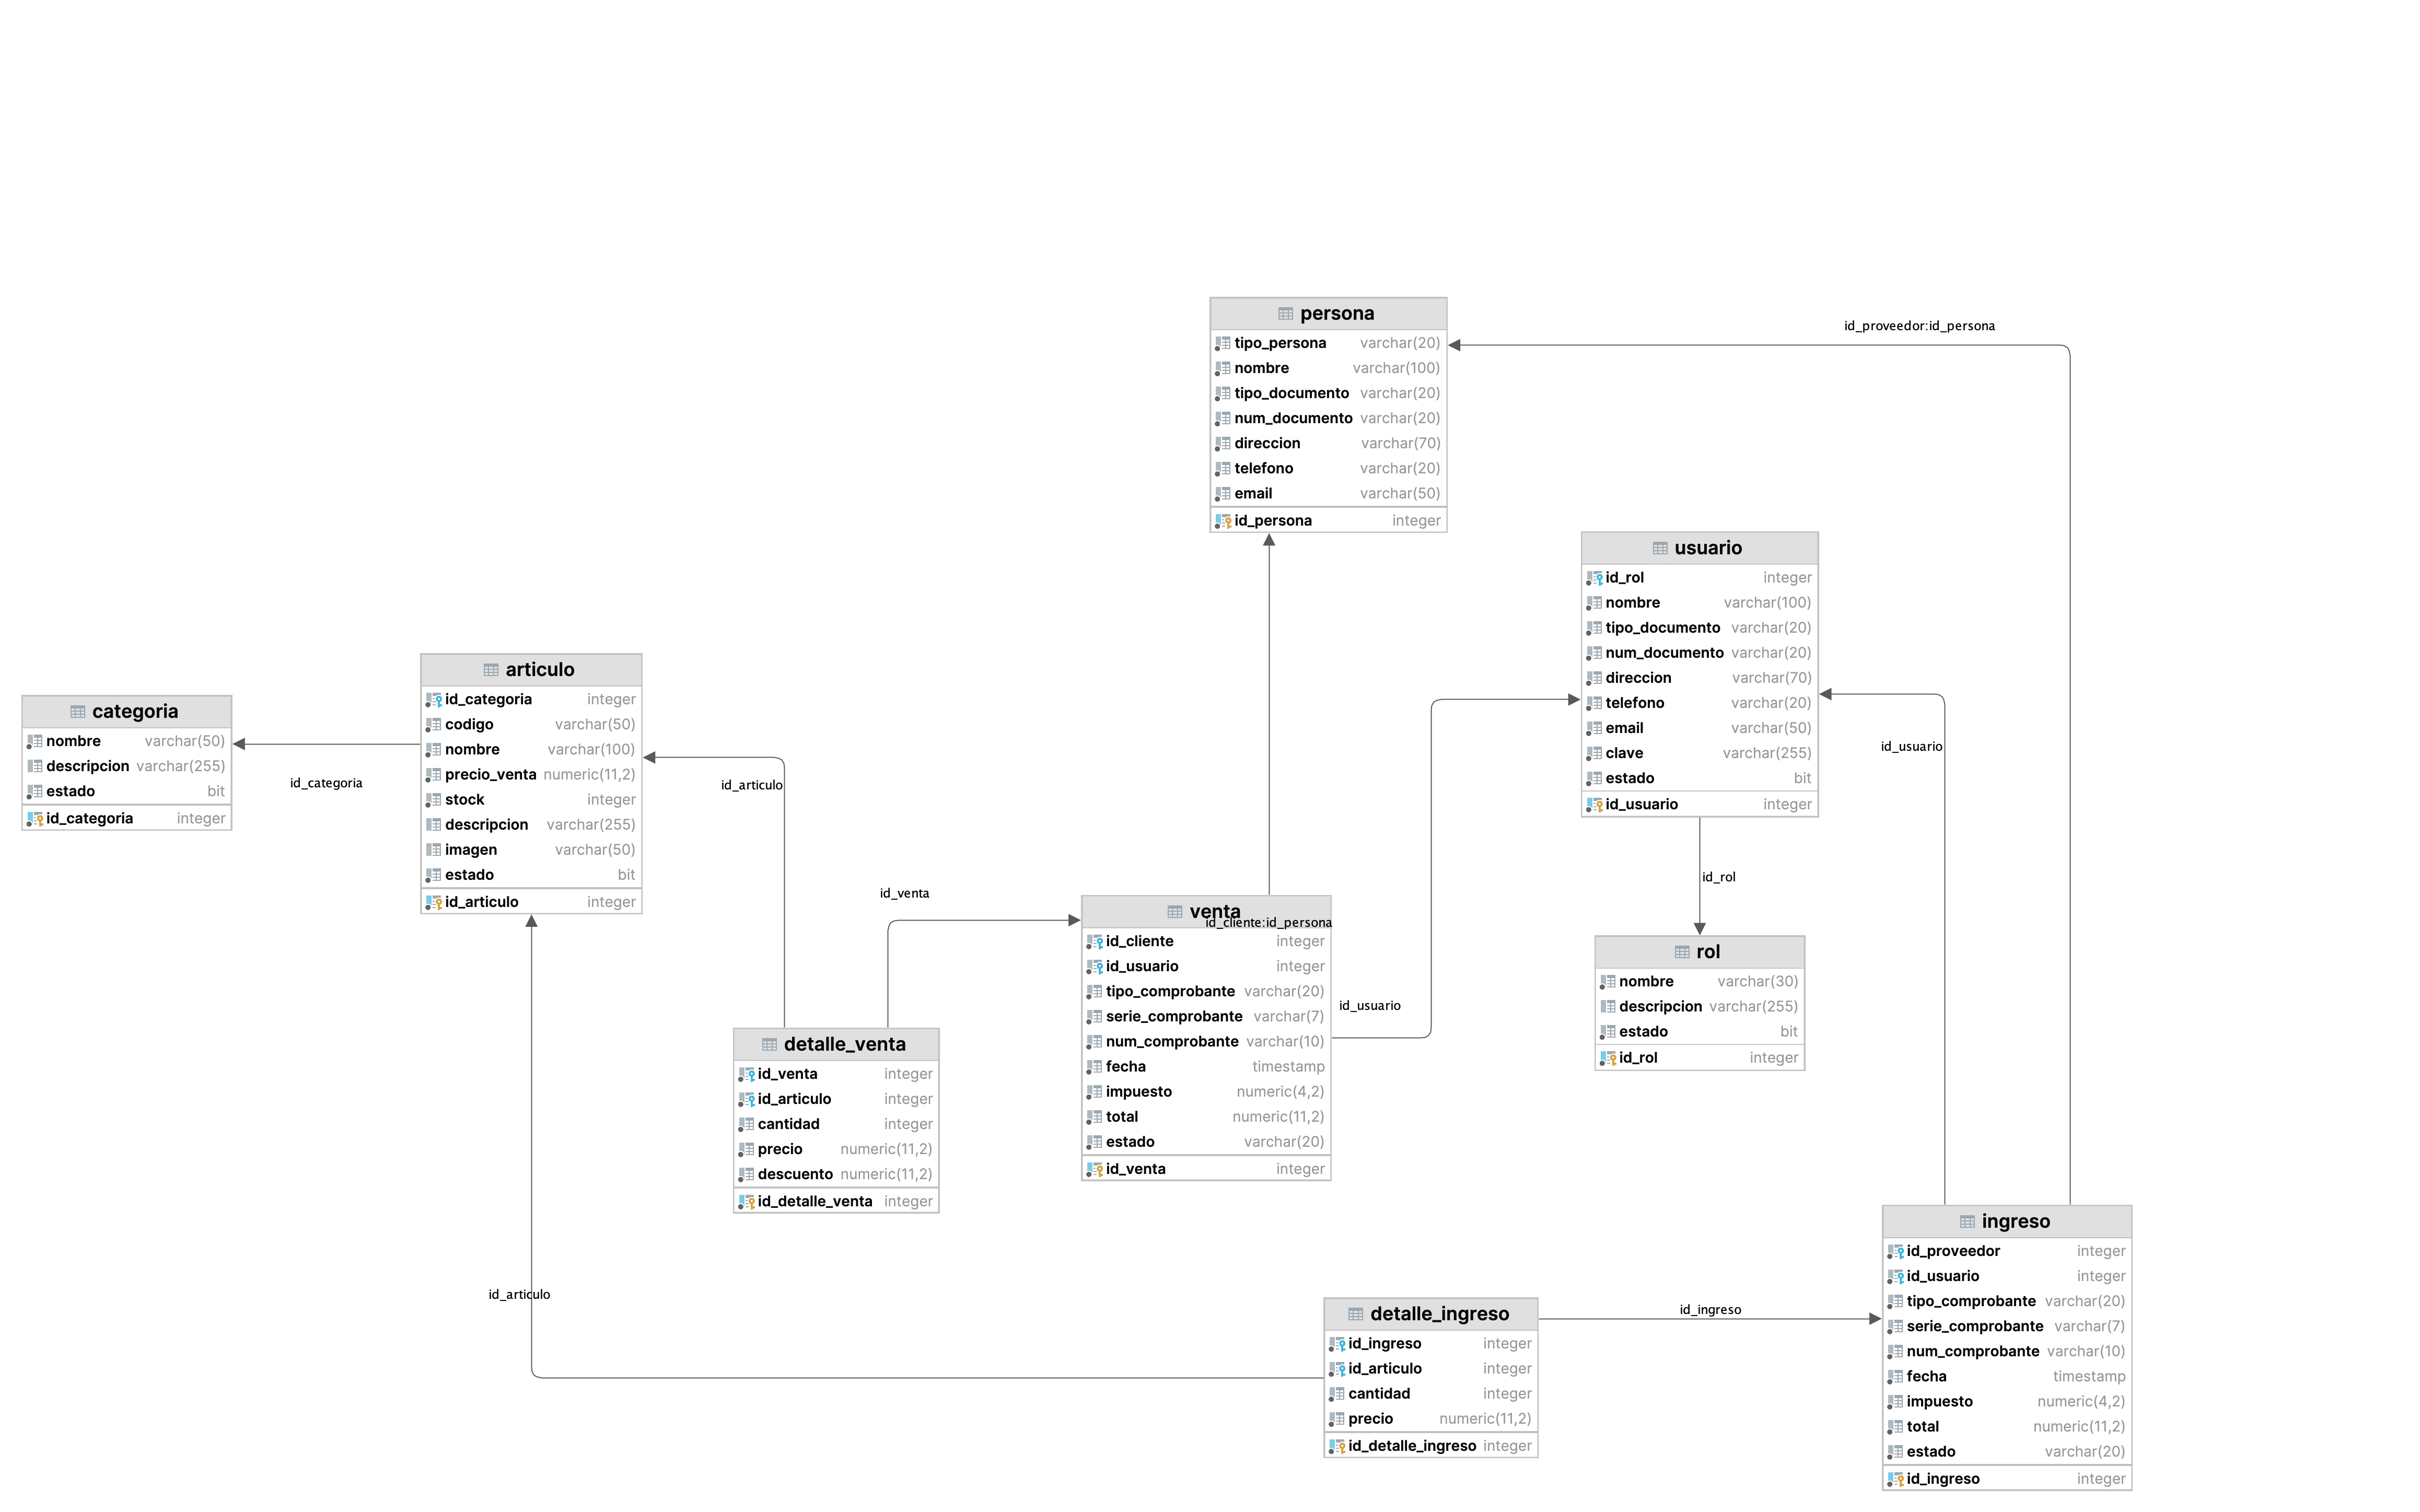 persona
tipo_persona varchar(20)
nombre varchar(100)
tipo_documento varchar(20)
num_documento varchar(20)
direccion varchar(70)
telefono varchar(20)
email varchar(50)
id_persona integer
id_proveedor:id_persona
usuario
id_rol integer
nombre varchar(100)
tipo_documento varchar(20)
num_documento varchar(20)
direccion varchar(70)
telefono varchar(20)
email varchar(50)
clave varchar(255)
estado bit
id_usuario integer
id_usuario
id_rol
categoria
nombre varchar(50)
descripcion varchar(255)
estado bit
id_categoria integer
id_categoria
articulo
id_categoria integer
codigo varchar(50)
nombre varchar(100)
precio_venta numeric(11,2)
stock integer
descripcion varchar(255)
imagen varchar(50)
estado bit
id_articulo integer
id_articulo
id_venta
venta
id_cliente:id_persona
id_cliente integer
id_usuario integer
tipo_comprobante varchar(20)
serie_comprobante varchar(7)
num_comprobante varchar(10)
fecha timestamp
impuesto numeric(4,2)
total numeric(11,2)
estado varchar(20)
id_venta integer
id_usuario
rol
nombre varchar(30)
descripcion varchar(255)
estado bit
id_rol integer
detalle_venta
id_venta integer
id_articulo integer
cantidad integer
precio numeric(11,2)
descuento numeric(11,2)
id_detalle_venta integer
id_articulo
detalle_ingreso
id_ingreso integer
id_articulo integer
cantidad integer
precio numeric(11,2)
id_detalle_ingreso integer
id_ingreso
ingreso
id_proveedor integer
id_usuario integer
tipo_comprobante varchar(20)
serie_comprobante varchar(7)
num_comprobante varchar(10)
fecha timestamp
impuesto numeric(4,2)
total numeric(11,2)
estado varchar(20)
id_ingreso integer